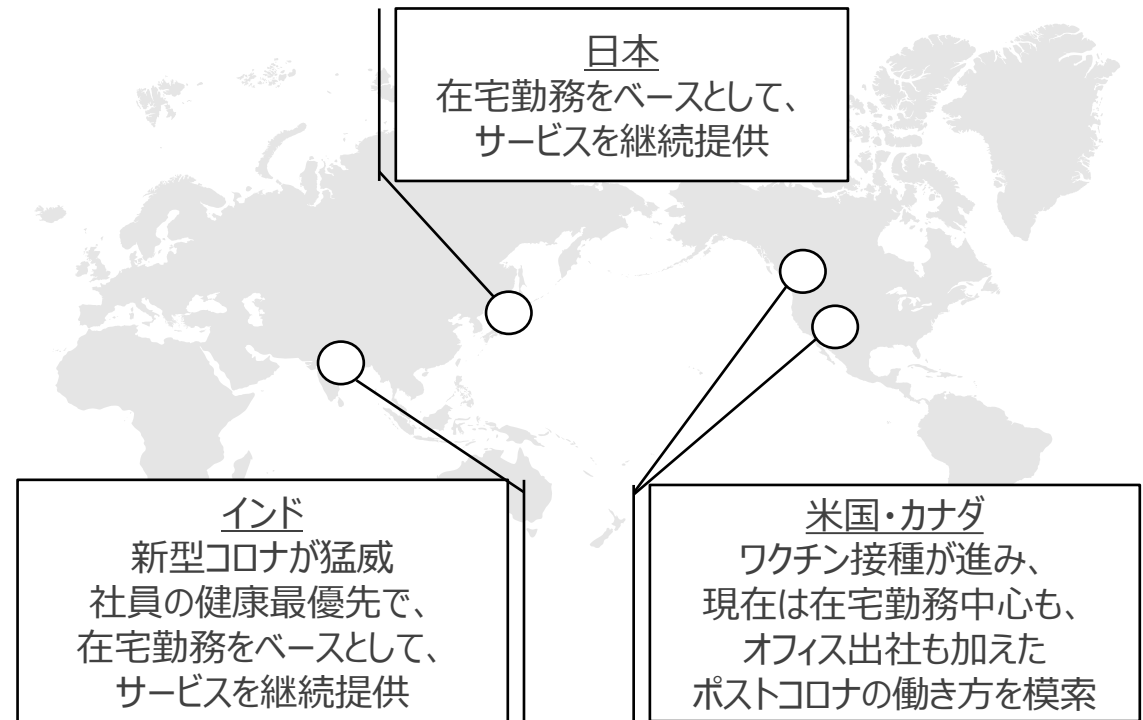 日本
在宅勤務をベースとして、
サービスを継続提供
インド
新型コロナが猛威
社員の健康最優先で、
在宅勤務をベースとして、
サービスを継続提供
米国・カナダ
ワクチン接種が進み、
現在は在宅勤務中心も、
オフィス出社も加えた
ポストコロナの働き方を模索